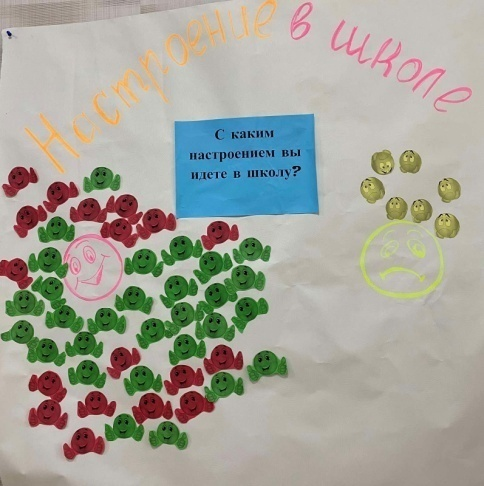 Настроение в школе
С каким
настроением вы
идете в школу?